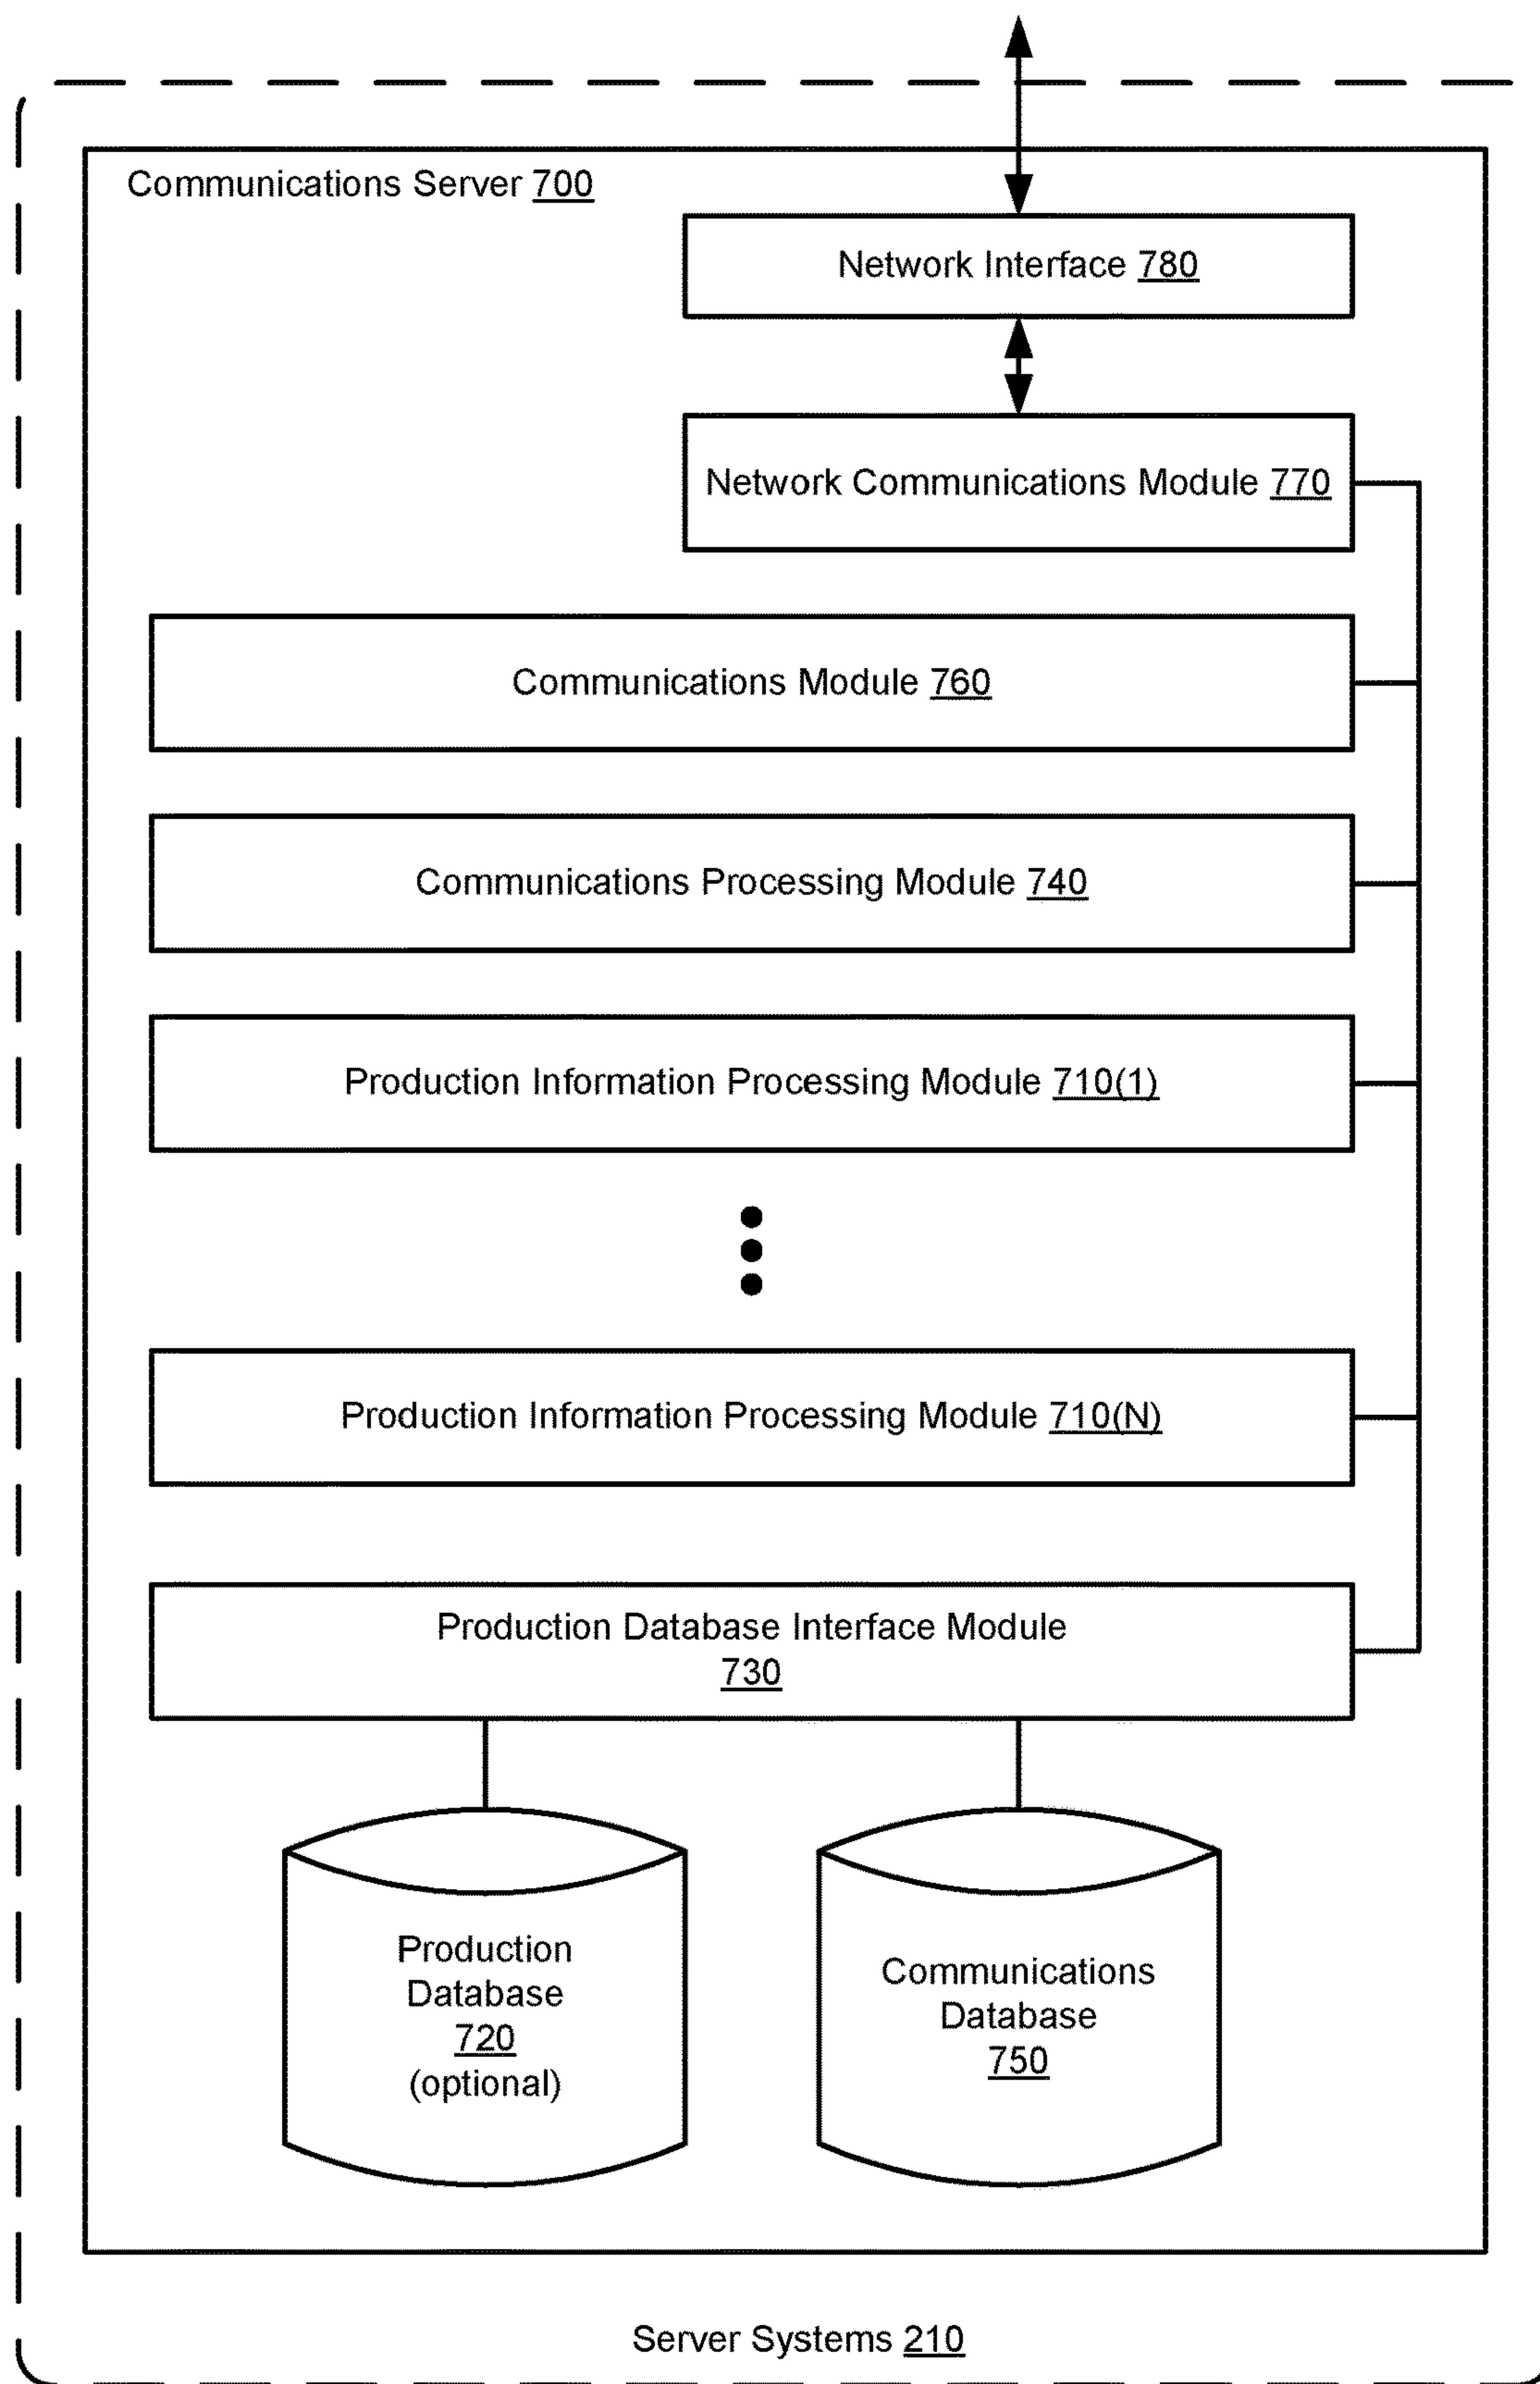 Communications Server 700
Network Interface 780
Network Communications Module 770
Communications Module 760
Communications Processing Module 740
Production Information Processing Module 710(1)
Production Information Processing Module 710(N)
Production Database Interface Module
730
Production
Database
720
(optional)
Communications
Database
750
Server Systems 210